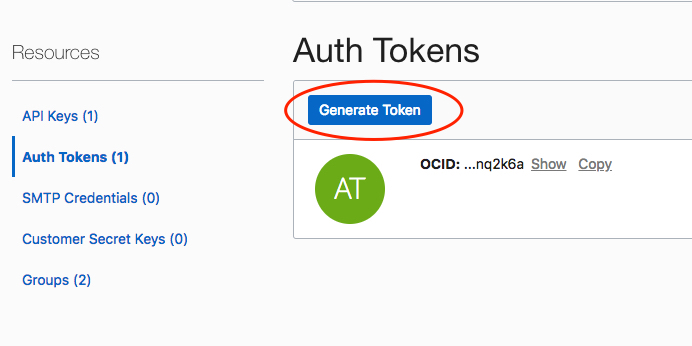 Resources
API Keys (1)
Auth Tokens (1)
SMTP Credentials (0)
Customer Secret Keys (0)
Groups (2)
Auth Tokens
Generate Token
AT
OCID: ...nq2k6a Show Copy